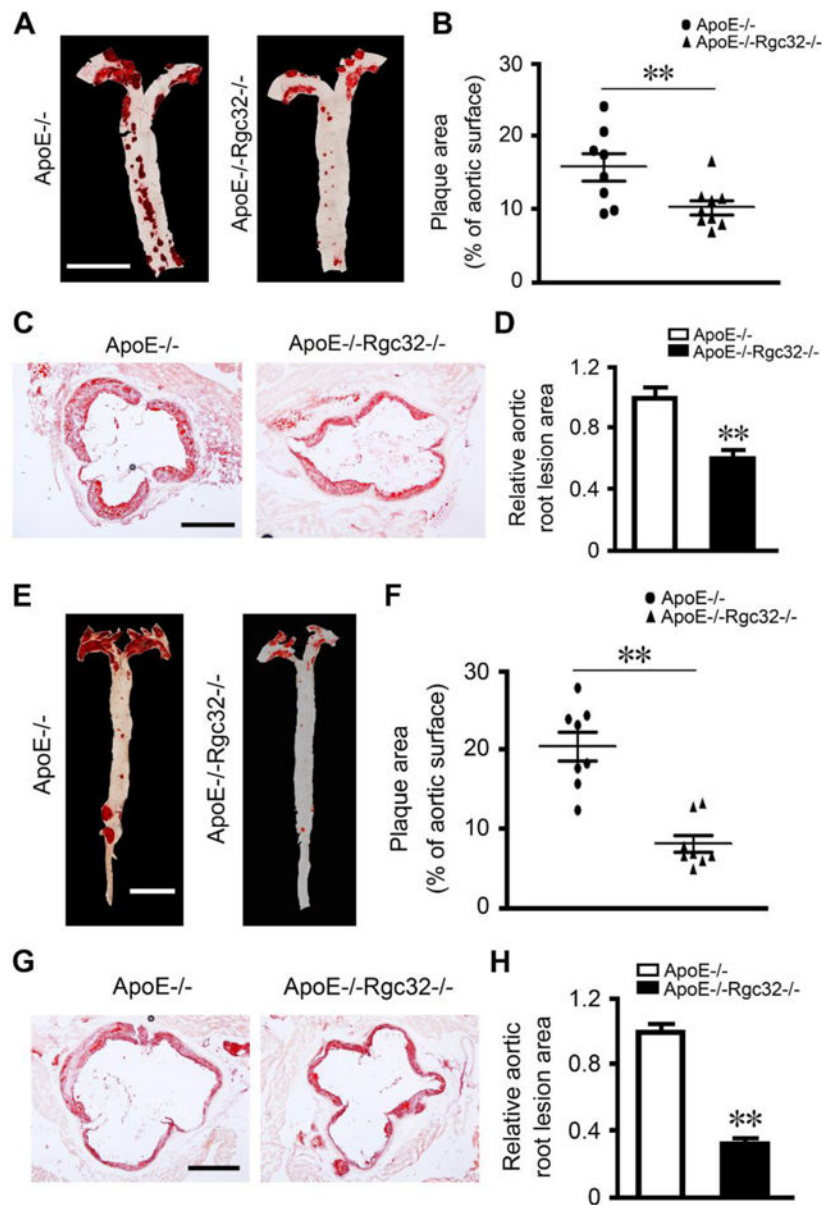 A
ApoE-/-
ApoE-/-Rgc32-/-
B
ApoE-/-
ApoE-/-Rgc32-/-
**
Plaque area
(% of aortic surface)
30
20
10
0
C
ApoE-/-
ApoE-/-Rgc32-/-
D
ApoE-/-
ApoE-/-Rgc32-/-
Relative aortic
root lesion area
1.2
0.8
0.4
0
**
E
ApoE-/-
ApoE-/-Rgc32-/-
F
ApoE-/-
ApoE-/-Rgc32-/-
**
Plaque area
(% of aortic surface)
30
20
10
0
G
ApoE-/-
ApoE-/-Rgc32-/-
H
ApoE-/-
ApoE-/-Rgc32-/-
Relative aortic
root lesion area
1.2
0.8
0.4
0
**